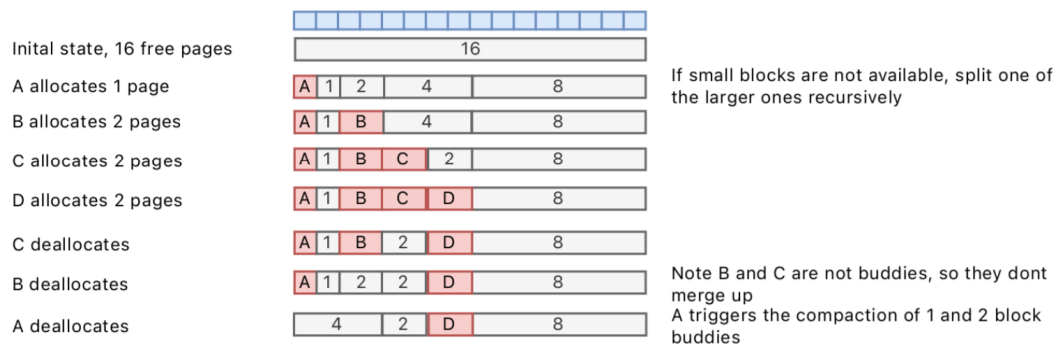 Inital state, 16 free pages
16
A allocates 1 page
A 1 2 4 8
If small blocks are not available, split one of
the larger ones recursively
B allocates 2 pages
A 1 B 4 8
C allocates 2 pages
A 1 B C 2 8
D allocates 2 pages
A 1 B C D 8
C deallocates
A 1 B 2 D 8
B deallocates
A 1 2 2 D 8
Note B and C are not buddies, so they dont
merge up
A deallocates
4 2 D 8
A triggers the compaction of 1 and 2 block
buddies